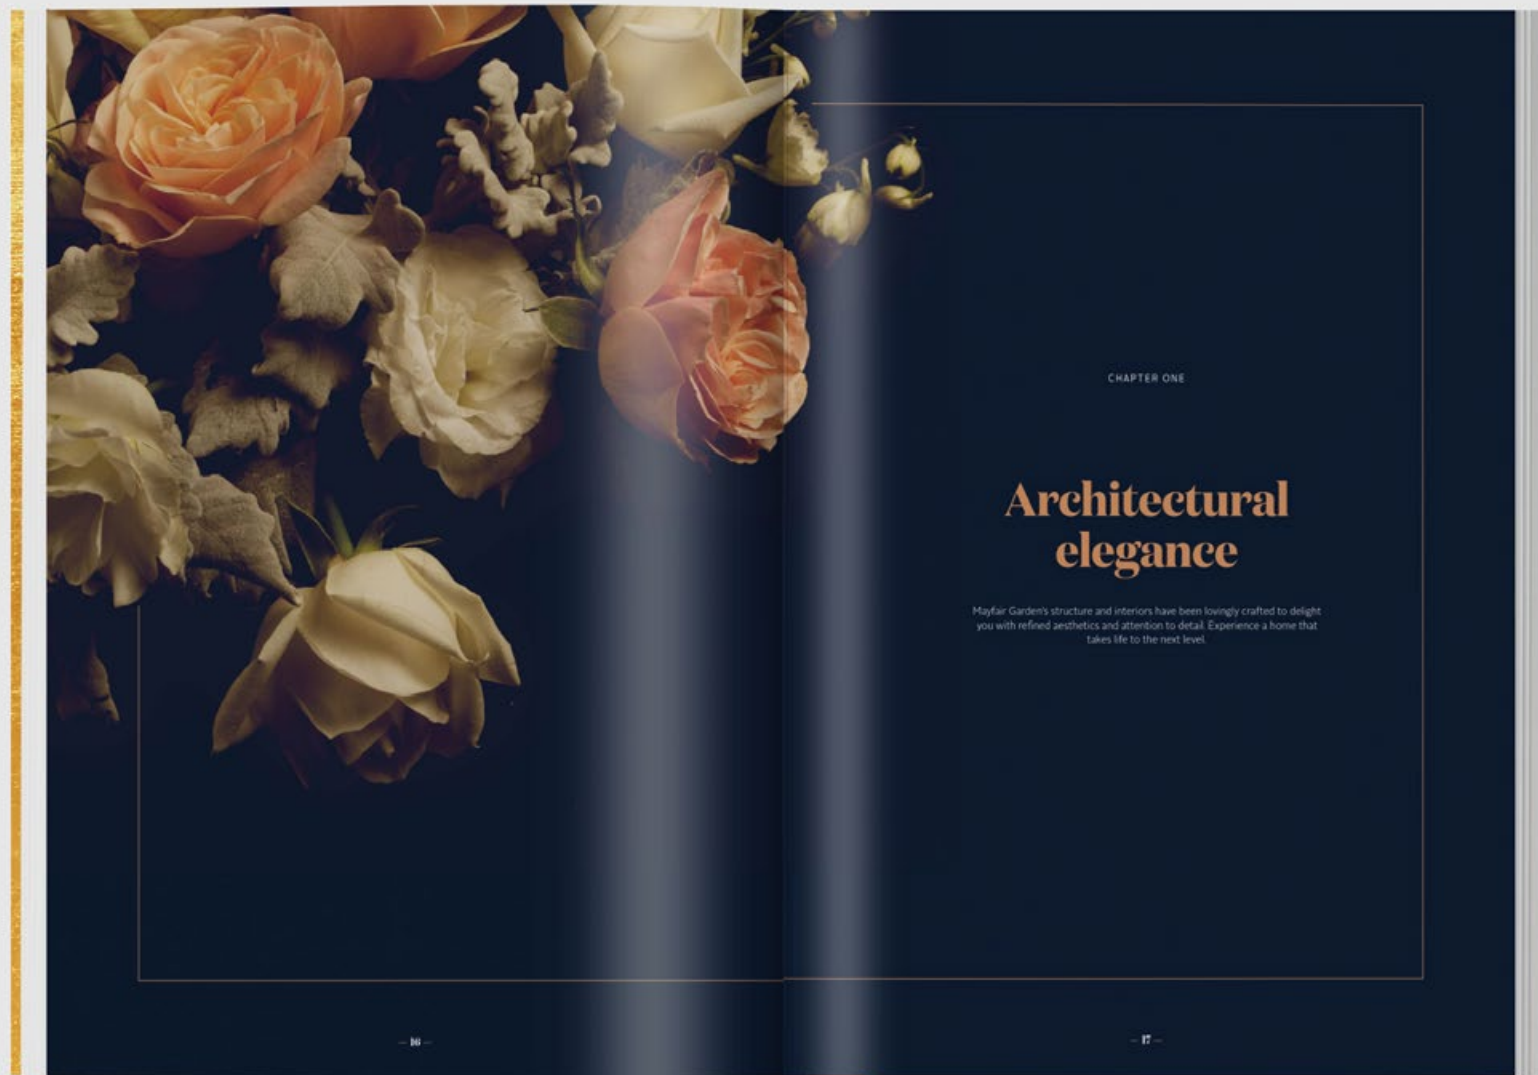 CHAPTER ONE
Architectural
elegance
Mayfair Garden's structure and interiors have been lovingly crafted to delight
you with refined aesthetics and attention to detail. Experience a home that
takes life to the next level.
— 16 —
— 17 —